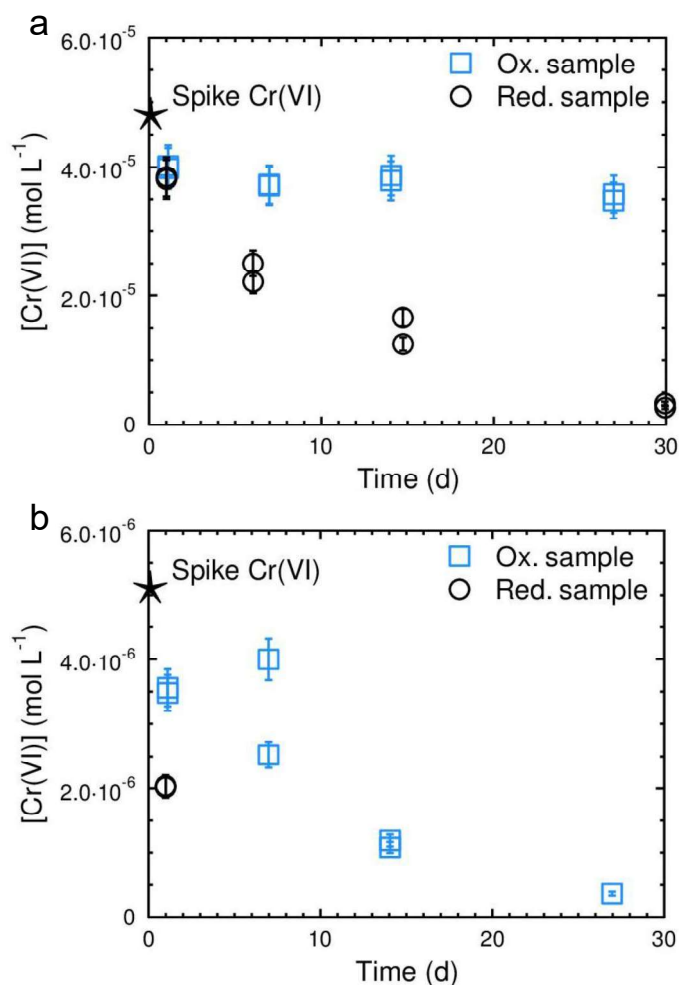 a
6.0·10⁻⁵
Ox. sample
Red. sample
Spike Cr(VI)
4.0·10⁻⁵
2.0·10⁻⁵
0
[Cr(VI)] (mol L⁻¹)
0 10 20 30
Time (d)
b
6.0·10⁻⁶
Ox. sample
Red. sample
Spike Cr(VI)
4.0·10⁻⁶
2.0·10⁻⁶
0
[Cr(VI)] (mol L⁻¹)
0 10 20 30
Time (d)